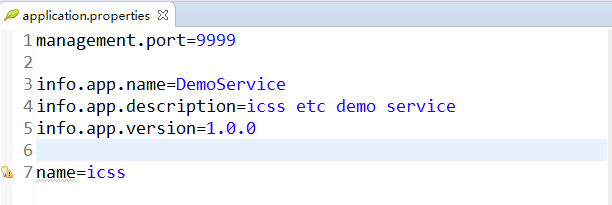 application.properties
1 management.port=9999
2
3 info.app.name=DemoService
4 info.app.description=icss etc demo service
5 info.app.version=1.0.0
6
7 name=icss